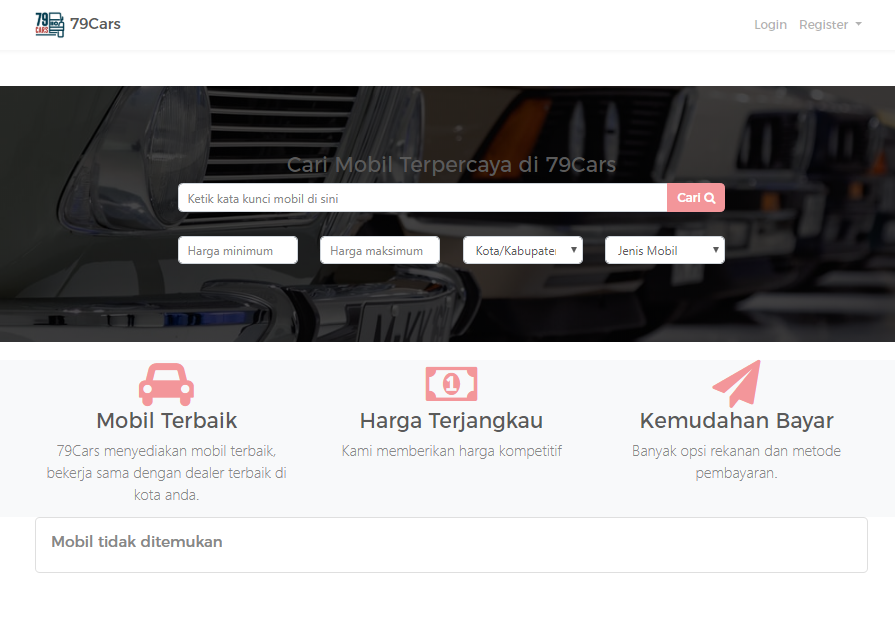 79
CARS
79Cars
Login
Register
Cari Mobil Terpercaya di 79Cars
Ketik kata kunci mobil di sini
Cari
Harga minimum
Harga maksimum
Kota/Kabupate
Jenis Mobil
1
Mobil Terbaik
79Cars menyediakan mobil terbaik,
bekerja sama dengan dealer terbaik di
kota anda.
Harga Terjangkau
Kami memberikan harga kompetitif
Kemudahan Bayar
Banyak opsi rekanan dan metode
pembayaran.
Mobil tidak ditemukan